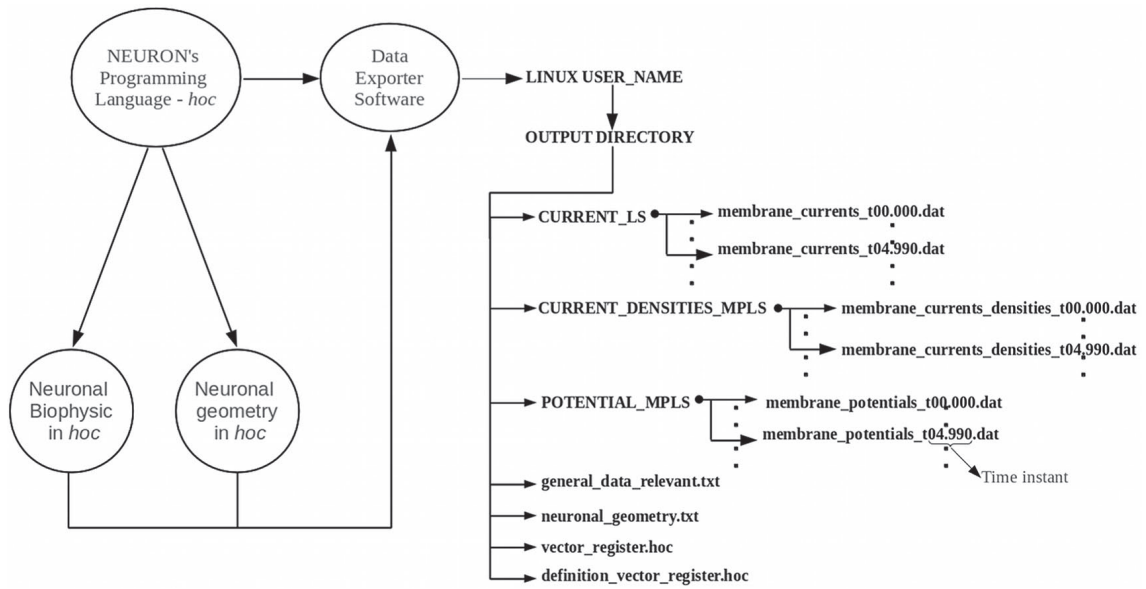 NEURON's
Programming
Language - hoc
Data
Exporter
Software
LINUX USER_NAME
OUTPUT DIRECTORY
CURRENT_LS
membrane_currents_t00.000.dat
membrane_currents_t04.990.dat
CURRENT_DENSITIES_MPLS
membrane_currents_densities_t00.000.dat
membrane_currents_densities_t04.990.dat
POTENTIAL_MPLS
membrane_potentials_t00.000.dat
membrane_potentials_t04.990.dat
Time instant
general_data_relevant.txt
neuronal_geometry.txt
vector_register.hoc
definition_vector_register.hoc
Neuronal
Biophysic
in hoc
Neuronal
geometry
in hoc